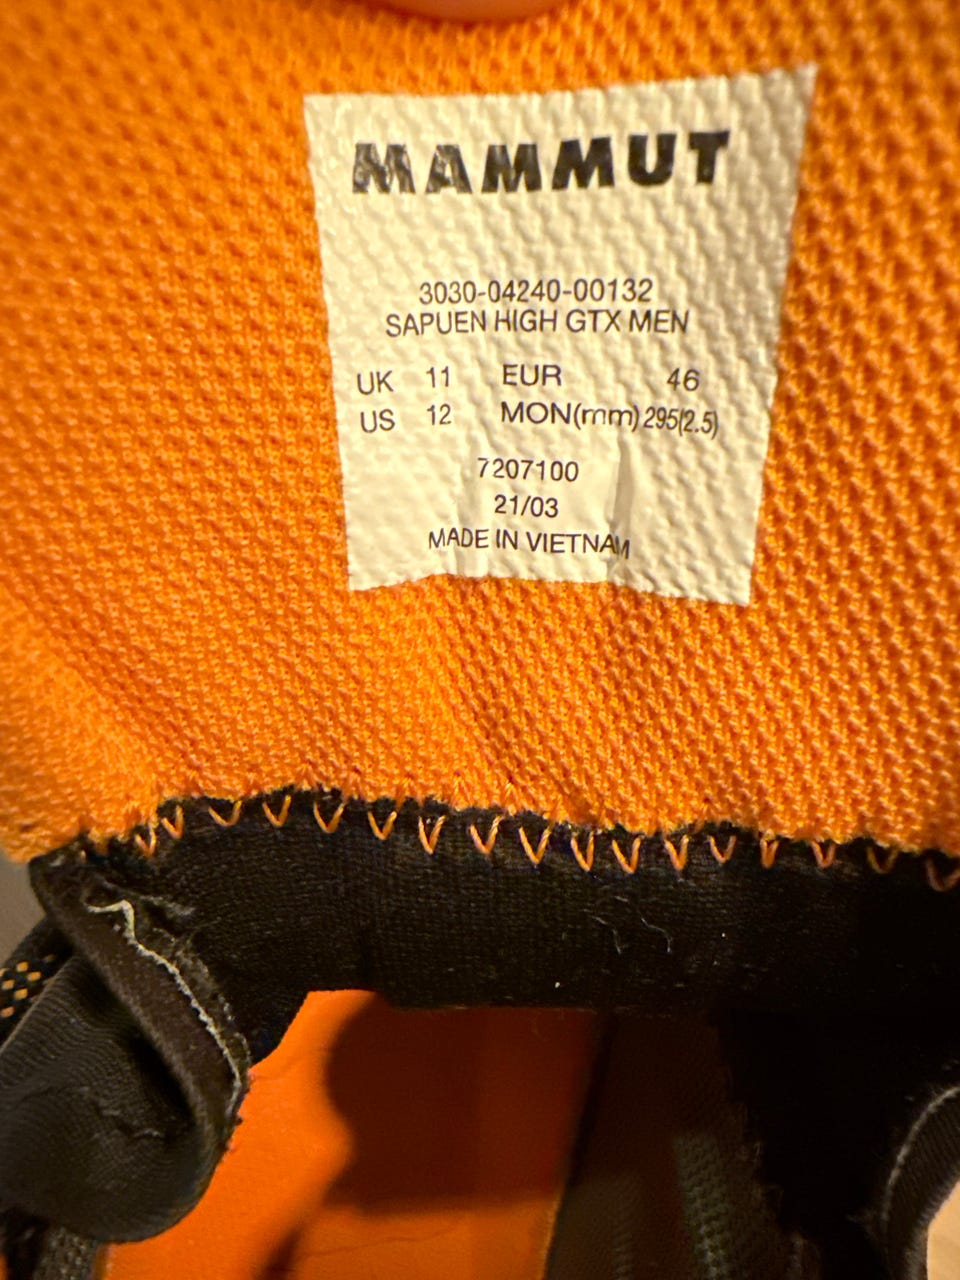 MAMMUT
3030-04240-00132
SAPUEN HIGH GTX MEN
UK 11 EUR 46
US 12 MON(mm) 295(2.5)
7207100
21/03
MADE IN VIETNAM